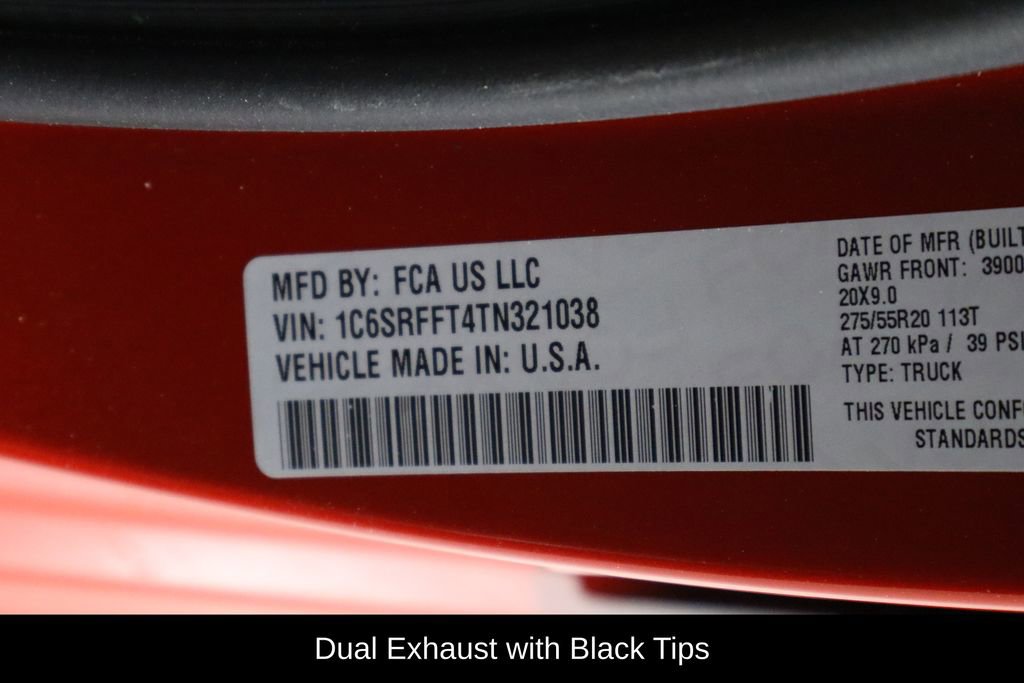 MFD BY: FCA US LLC
VIN: 1C6SRFFT4TN321038
VEHICLE MADE IN: U.S.A.
DATE OF MFR (BUILT
GAWR FRONT: 3900
20X9.0
275/55R20 113T
AT 270 kPa / 39 PSI
TYPE: TRUCK
THIS VEHICLE CONF
STANDARDS
Dual Exhaust with Black Tips